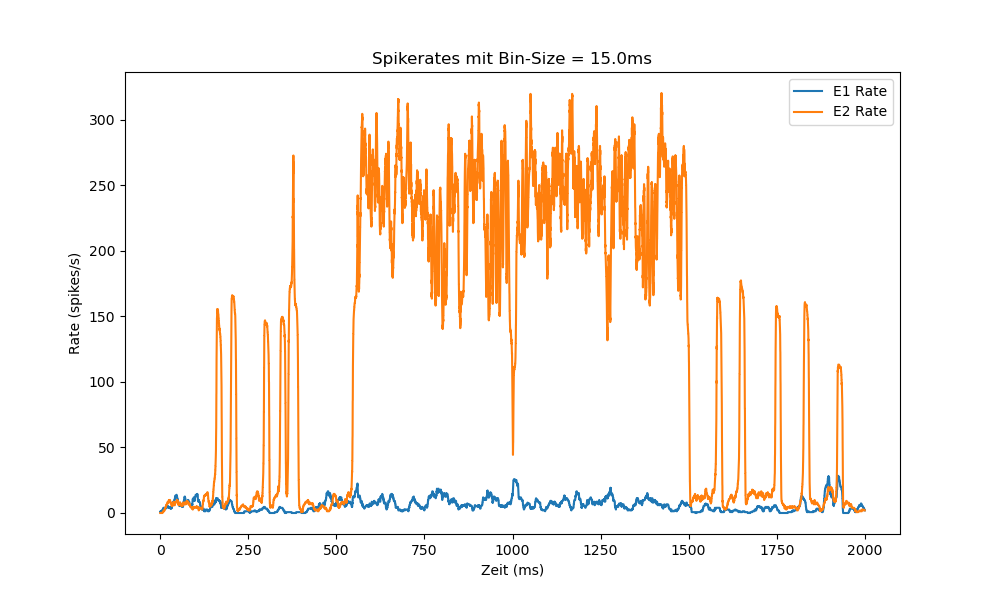 Spikerates mit Bin-Size = 15.0ms
E1 Rate
E2 Rate
Rate (spikes/s)
300
250
200
150
100
50
0
0 250 500 750 1000 1250 1500 1750 2000
Zeit (ms)